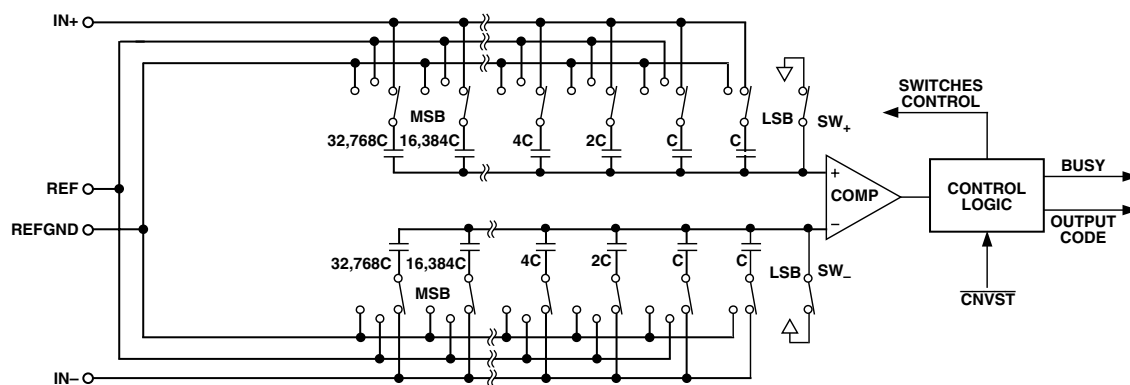 IN+
MSB
32,768C 16,384C 4C 2C C C
LSB SW+
SWITCHES
CONTROL
REF
REFGND
+
COMP
–
CONTROL
LOGIC
BUSY
OUTPUT
CODE
32,768C 16,384C 4C 2C C C
MSB
LSB SW–
CNVST
IN–